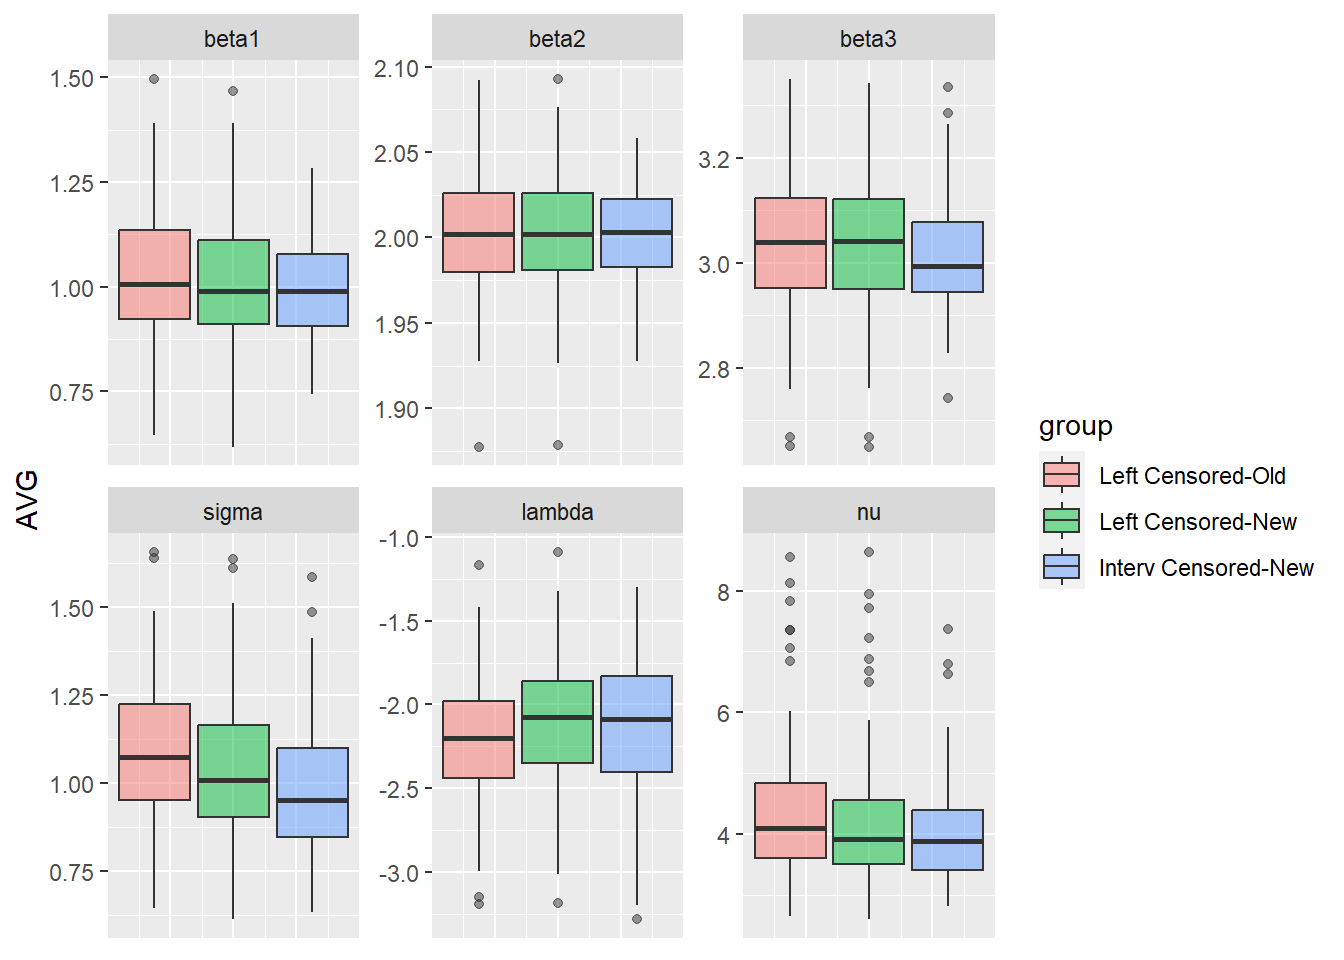 beta1
beta2
beta3
1.50
1.25
1.00
0.75
2.10
2.05
2.00
1.95
1.90
3.2
3.0
2.8
AVG
sigma
lambda
nu
1.50
1.25
1.00
0.75
-1.0
-1.5
-2.0
-2.5
-3.0
8
6
4
group
Left Censored-Old
Left Censored-New
Interv Censored-New